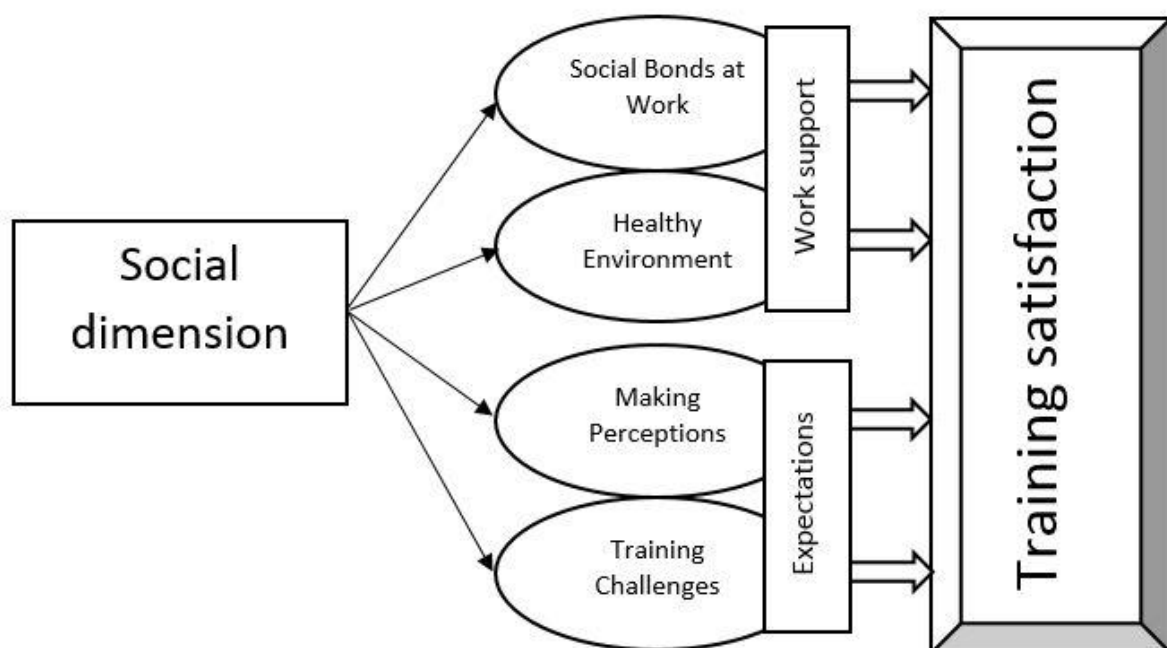 Social
dimension
Social Bonds at
Work
Healthy
Environment
Work support
Making
Perceptions
Training
Challenges
Expectations
Training satisfaction